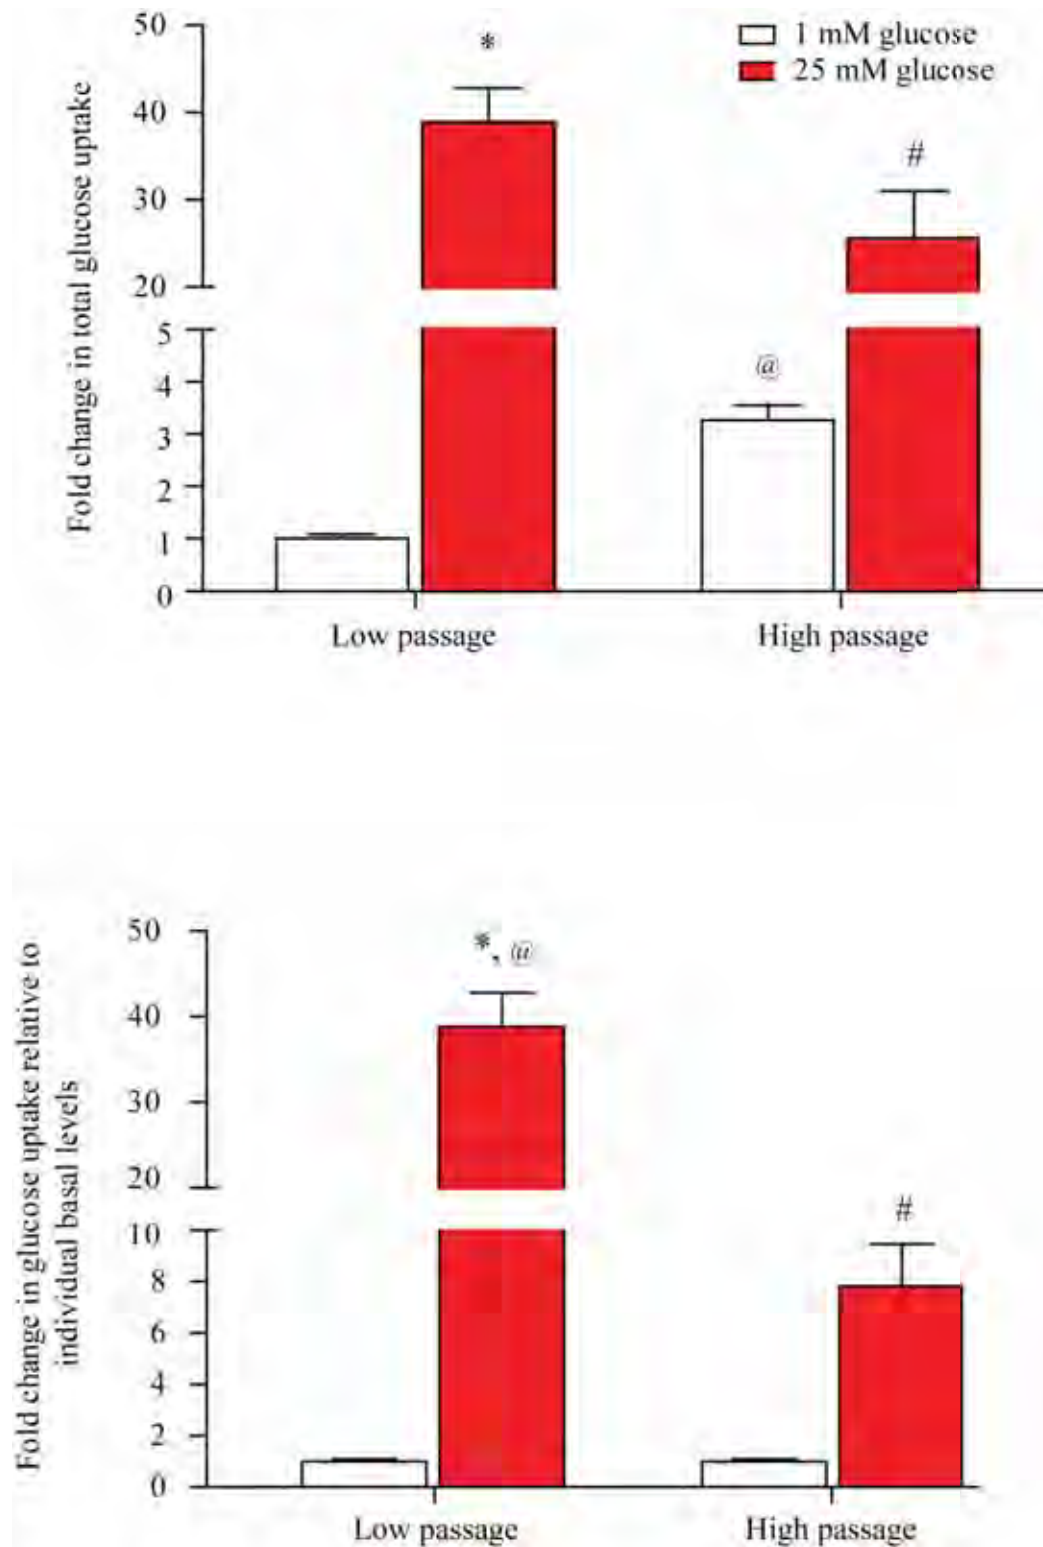 50
40
30
20
5
4
3
2
1
0
Fold change in total glucose uptake
1 mM glucose
25 mM glucose
*
#
@
Low passage
High passage
50
40
30
20
10
8
6
4
2
0
Fold change in glucose uptake relative to
individual basal levels
*, @
#
Low passage
High passage